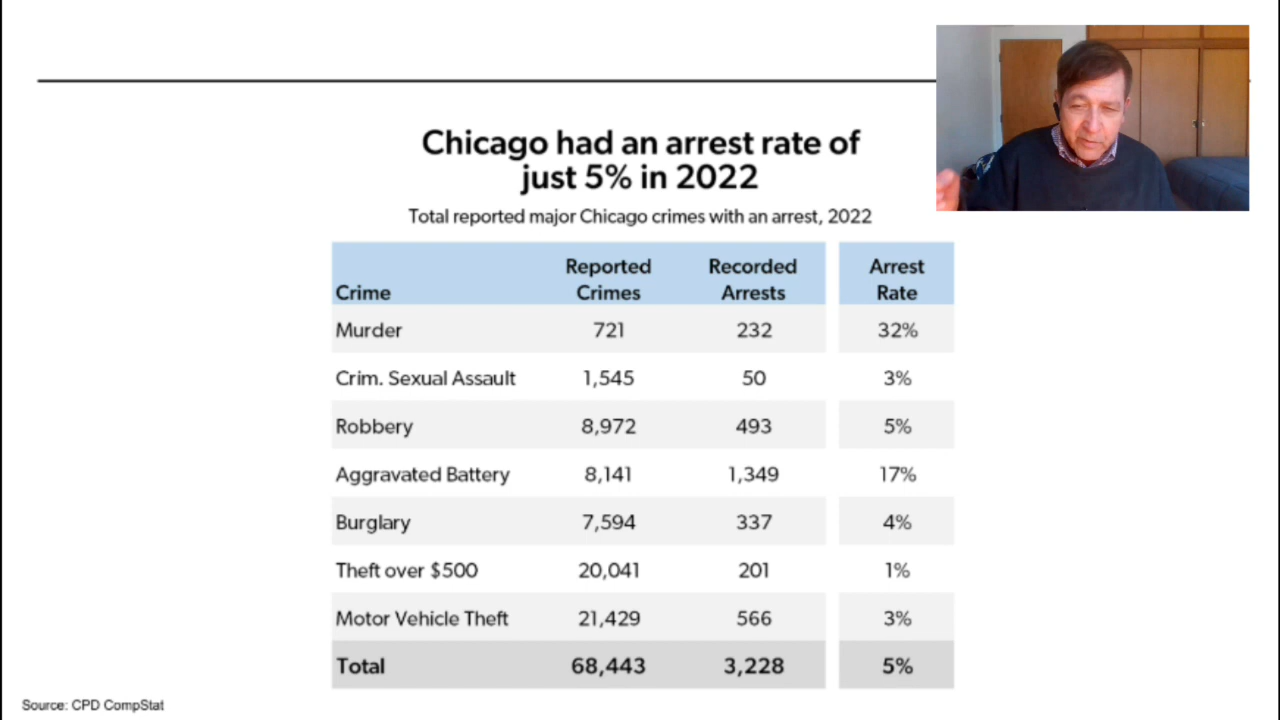 Chicago had an arrest rate of
just 5% in 2022
Total reported major Chicago crimes with an arrest, 2022
Crime Reported Crimes Recorded Arrests Arrest Rate
Murder 721 232 32%
Crim. Sexual Assault 1,545 50 3%
Robbery 8,972 493 5%
Aggravated Battery 8,141 1,349 17%
Burglary 7,594 337 4%
Theft over $500 20,041 201 1%
Motor Vehicle Theft 21,429 566 3%
Total 68,443 3,228 5%
Source: CPD CompStat